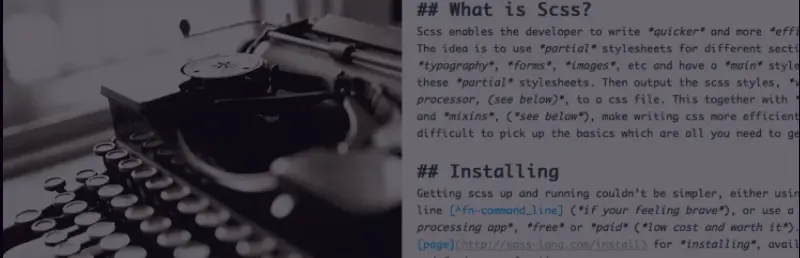 ## What is Scss?
Scss enables the developer to write *quicker* and more *effi
The idea is to use *partial* stylesheets for different secti
*typography*, *forms*, *images*, etc and have a *main* style
these *partial* stylesheets. Then output the scss styles, *v
processor, (see below)*, to a css file. This together with *
and *mixins*, (*see below*), make writing css more efficient
difficult to pick up the basics which are all you need to ge
## Installing
Getting scss up and running couldn't be simpler, either usin
line [^fn-command_line] (*if your feeling brave*), or use a
processing app*, *free* or *paid* (*low cost and worth it*).
[page](http://sass-lang.com/install) for *installing*, avail